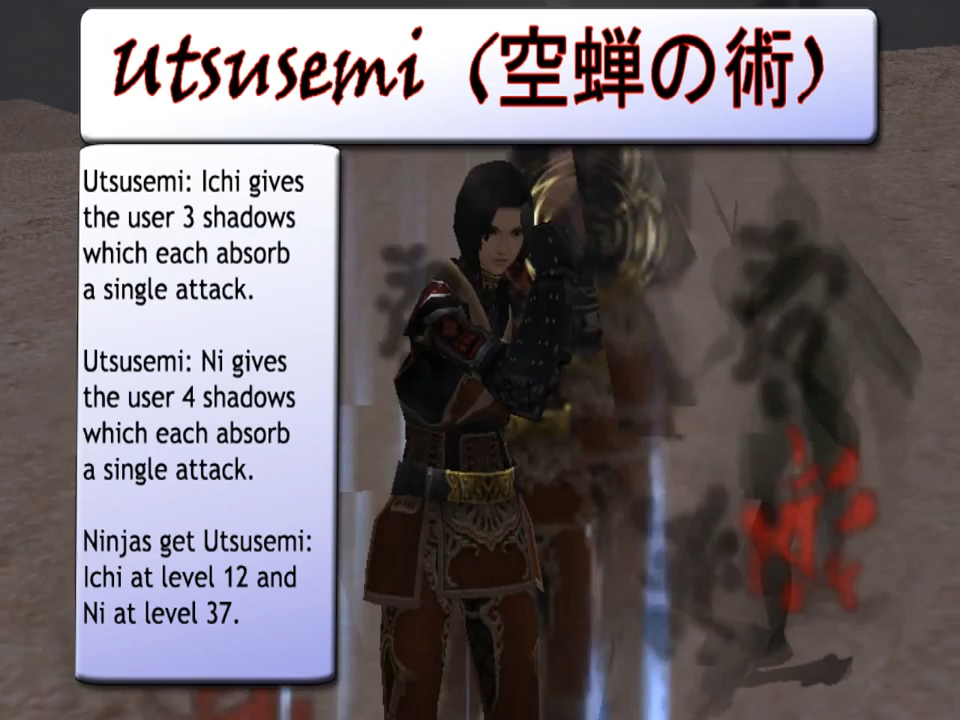 Utsusemi (空蝉の術)
Utsusemi: Ichi gives
the user 3 shadows
which each absorb
a single attack.
Utsusemi: Ni gives
the user 4 shadows
which each absorb
a single attack.
Ninjas get Utsusemi:
Ichi at level 12 and
Ni at level 37.